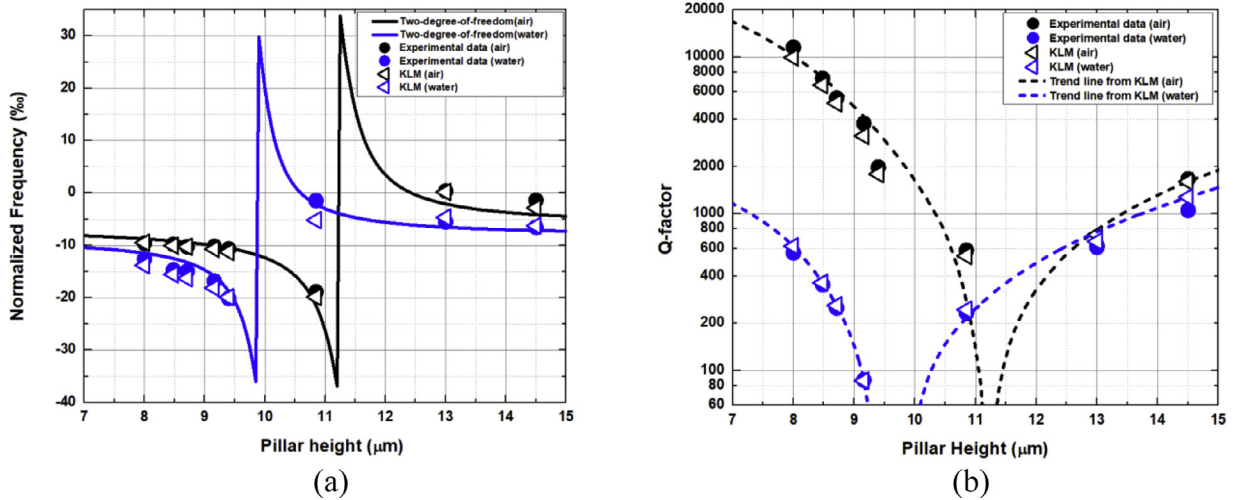 Normalized Frequency (‰)
30
20
10
0
-10
-20
-30
-40
7 8 9 10 11 12 13 14 15
Pillar height (μm)
Two-degree-of-freedom(air)
Two-degree-of-freedom(water)
Experimental data (air)
Experimental data (water)
KLM (air)
KLM (water)
(a)
Q-factor
20000
10000
8000
6000
4000
2000
1000
800
600
400
200
100
80
60
7 8 9 10 11 12 13 14 15
Pillar Height (μm)
Experimental data (air)
Experimental data (water)
KLM (air)
KLM (water)
Trend line from KLM (air)
Trend line from KLM (water)
(b)